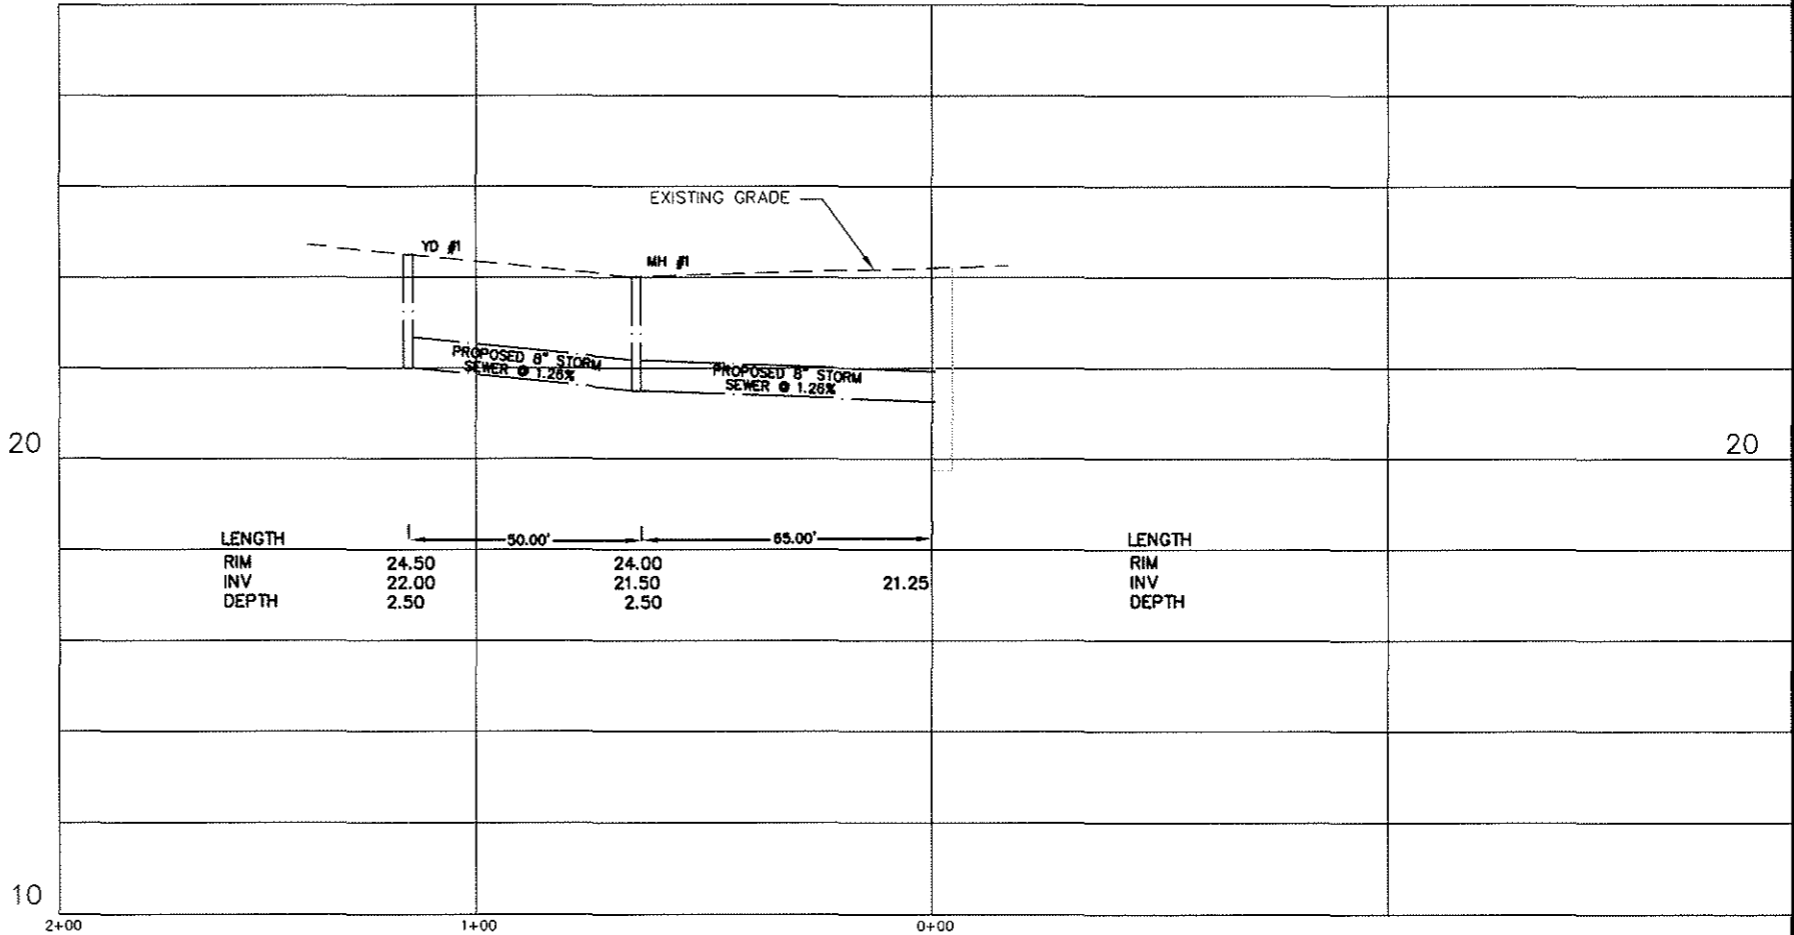 EXISTING GRADE
YD #1
MH #1
PROPOSED 8" STORM
SEWER @ 1.26%
PROPOSED 8" STORM
SEWER @ 1.26%
20
20
LENGTH 50.00' 65.00' LENGTH
RIM 24.50 24.00 RIM
INV 22.00 21.50 21.25 INV
DEPTH 2.50 2.50 DEPTH
10
2+00 1+00 0+00